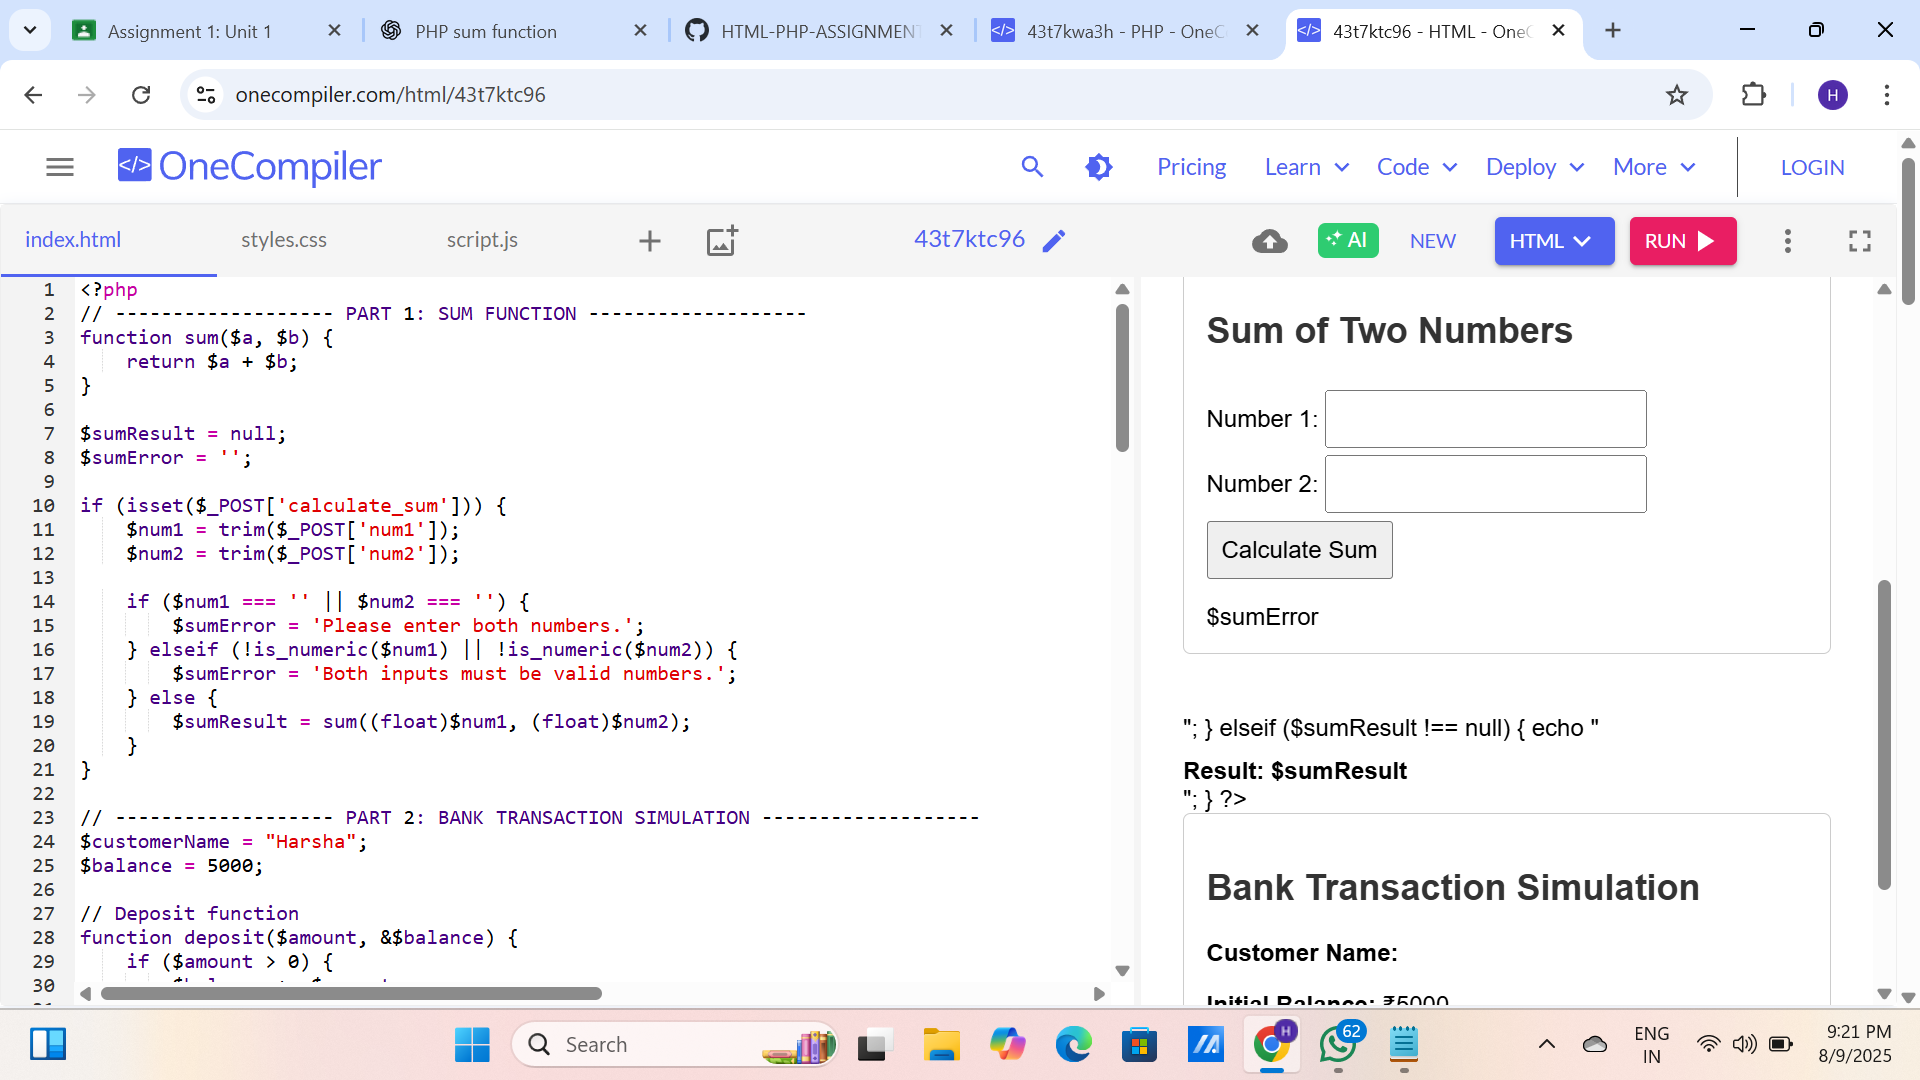 Assignment 1: Unit 1
PHP sum function
HTML-PHP-ASSIGNMENT
43t7kwa3h - PHP - OneC
43t7ktc96 - HTML - One
onecompiler.com/html/43t7ktc96
H
</> OneCompiler
Pricing
Learn
Code
Deploy
More
LOGIN
index.html
styles.css
script.js
43t7ktc96
AI
NEW
HTML
RUN
1 <?php
2 // ------------------- PART 1: SUM FUNCTION -------------------
3 function sum($a, $b) {
4 return $a + $b;
5 }
6
7 $sumResult = null;
8 $sumError = '';
9
10 if (isset($_POST['calculate_sum'])) {
11 $num1 = trim($_POST['num1']);
12 $num2 = trim($_POST['num2']);
13
14 if ($num1 === '' || $num2 === '') {
15 $sumError = 'Please enter both numbers.';
16 } elseif (!is_numeric($num1) || !is_numeric($num2)) {
17 $sumError = 'Both inputs must be valid numbers.';
18 } else {
19 $sumResult = sum((float)$num1, (float)$num2);
20 }
21 }
22
23 // ------------------- PART 2: BANK TRANSACTION SIMULATION -------------------
24 $customerName = "Harsha";
25 $balance = 5000;
26
27 // Deposit function
28 function deposit($amount, &$balance) {
29 if ($amount > 0) {
30
Sum of Two Numbers
Number 1:
Number 2:
Calculate Sum
$sumError
"; } elseif ($sumResult !== null) { echo "
Result: $sumResult
"; } ?>
Bank Transaction Simulation
Customer Name:
Initial Balance: ₹5000
Search
H
62
ENG
IN
9:21 PM
8/9/2025